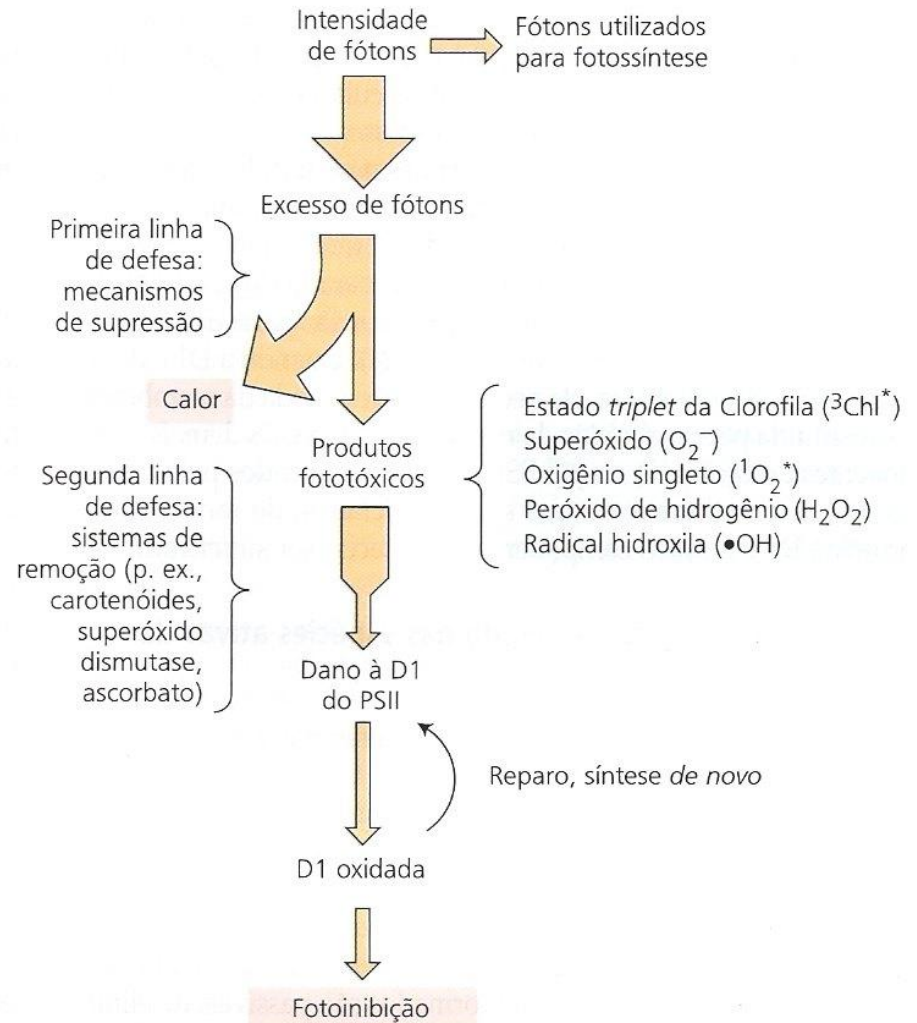 Intensidade
de fótons
Fótons utilizados
para fotossíntese
Excesso de fótons
Primeira linha
de defesa:
mecanismos
de supressão
Calor
Produtos
fototóxicos
Estado triplet da Clorofila (³Chl*)
Superóxido (O₂⁻)
Oxigênio singleto (¹O₂*)
Peróxido de hidrogênio (H₂O₂)
Radical hidroxila (•OH)
Segunda linha
de defesa:
sistemas de
remoção (p. ex.,
carotenóides,
superóxido
dismutase,
ascorbato)
Dano à D1
do PSII
Reparo, síntese de novo
D1 oxidada
Fotoinibição